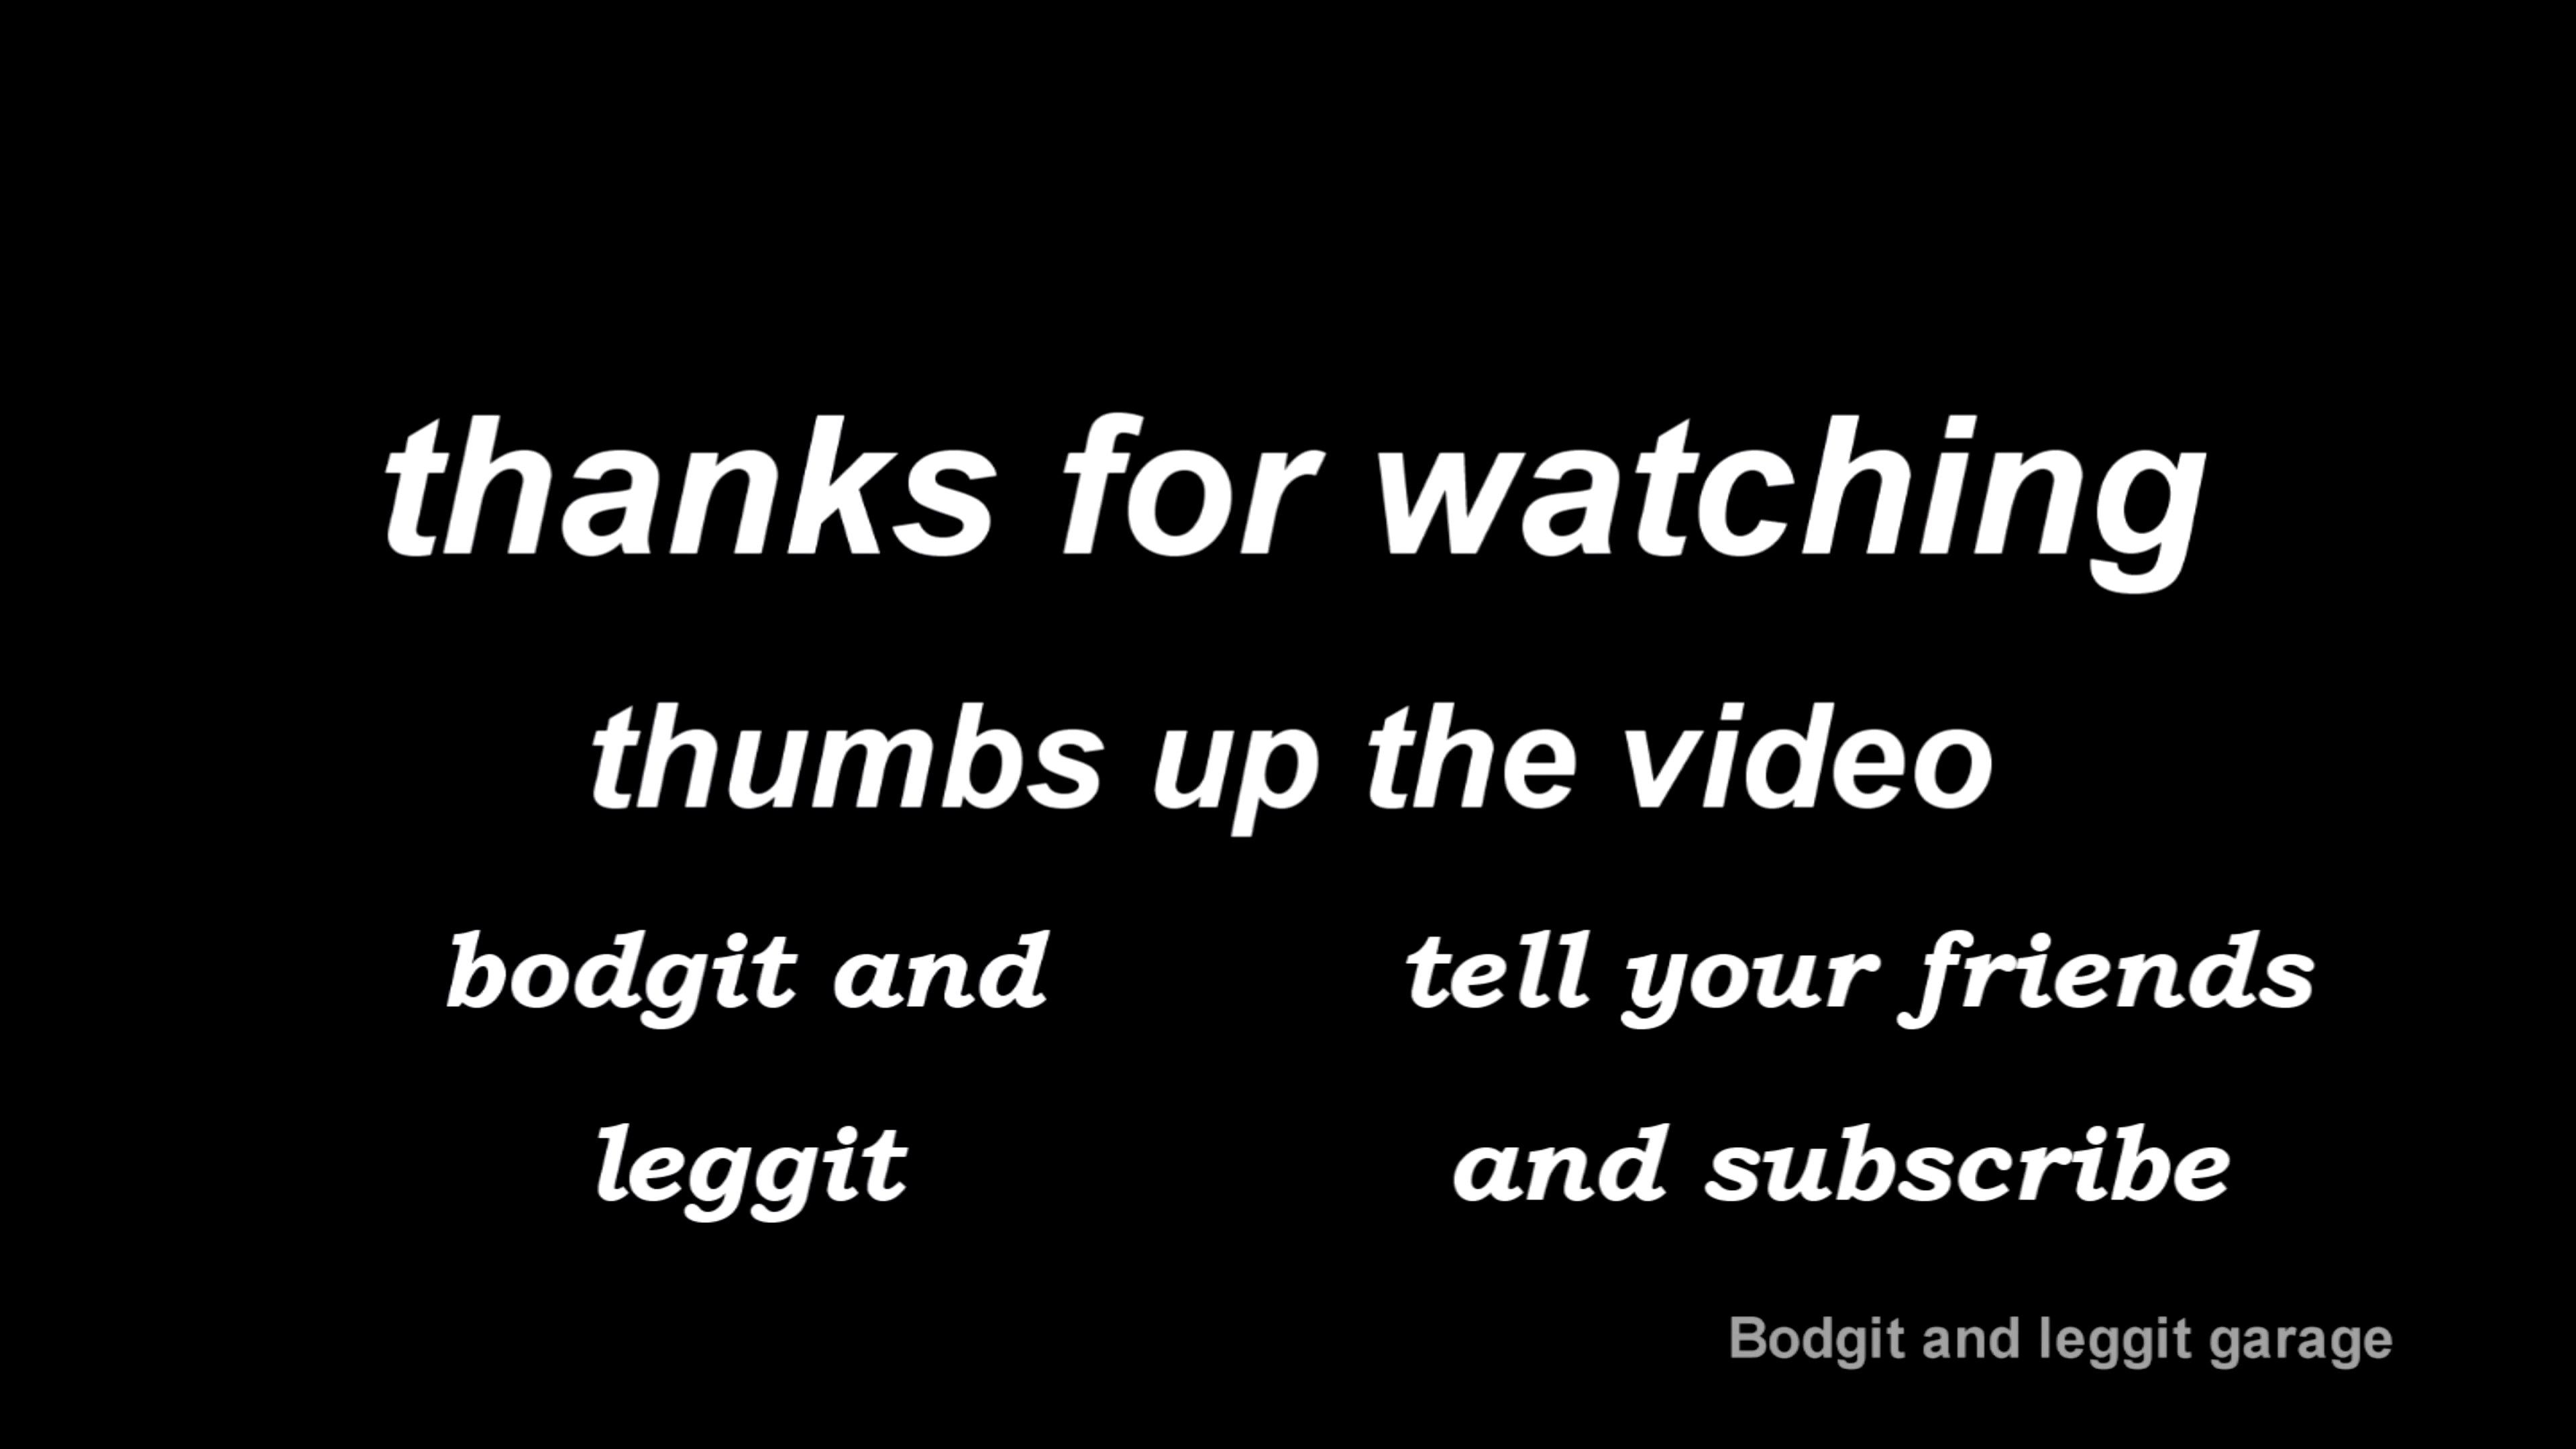 thanks for watching
thumbs up the video
bodgit and
leggit
tell your friends
and subscribe
Bodgit and leggit garage